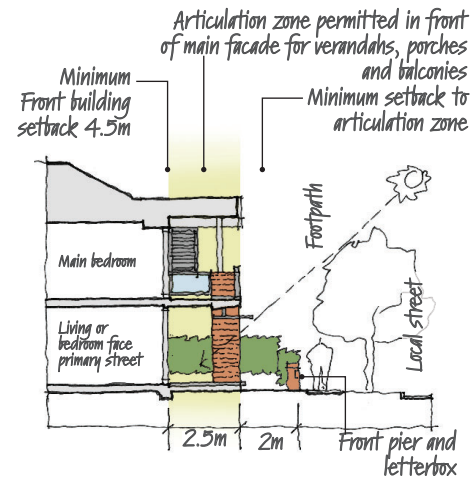 Articulation zone permitted in front
of main facade for verandahs, porches
and balconies
Minimum
Front building
setback 4.5m
Minimum setback to
articulation zone
Footpath
Main bedroom
Living or
bedroom face
primary street
Local street
2.5m
2m
Front pier and
letterbox